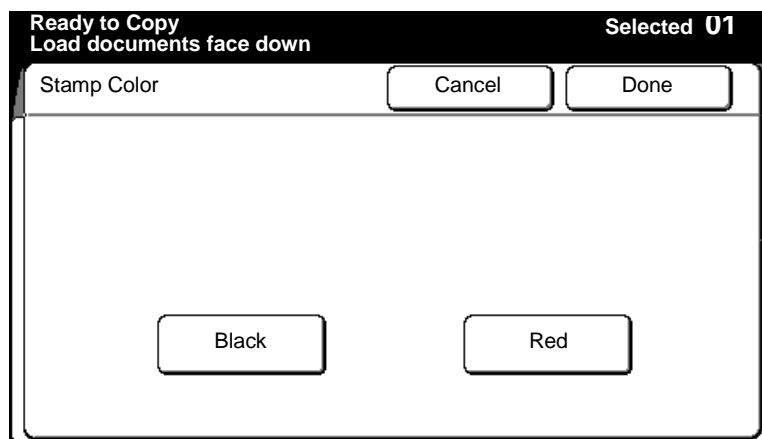 Ready to Copy
Load documents face down
Selected 01
Stamp Color
Cancel
Done
Black
Red